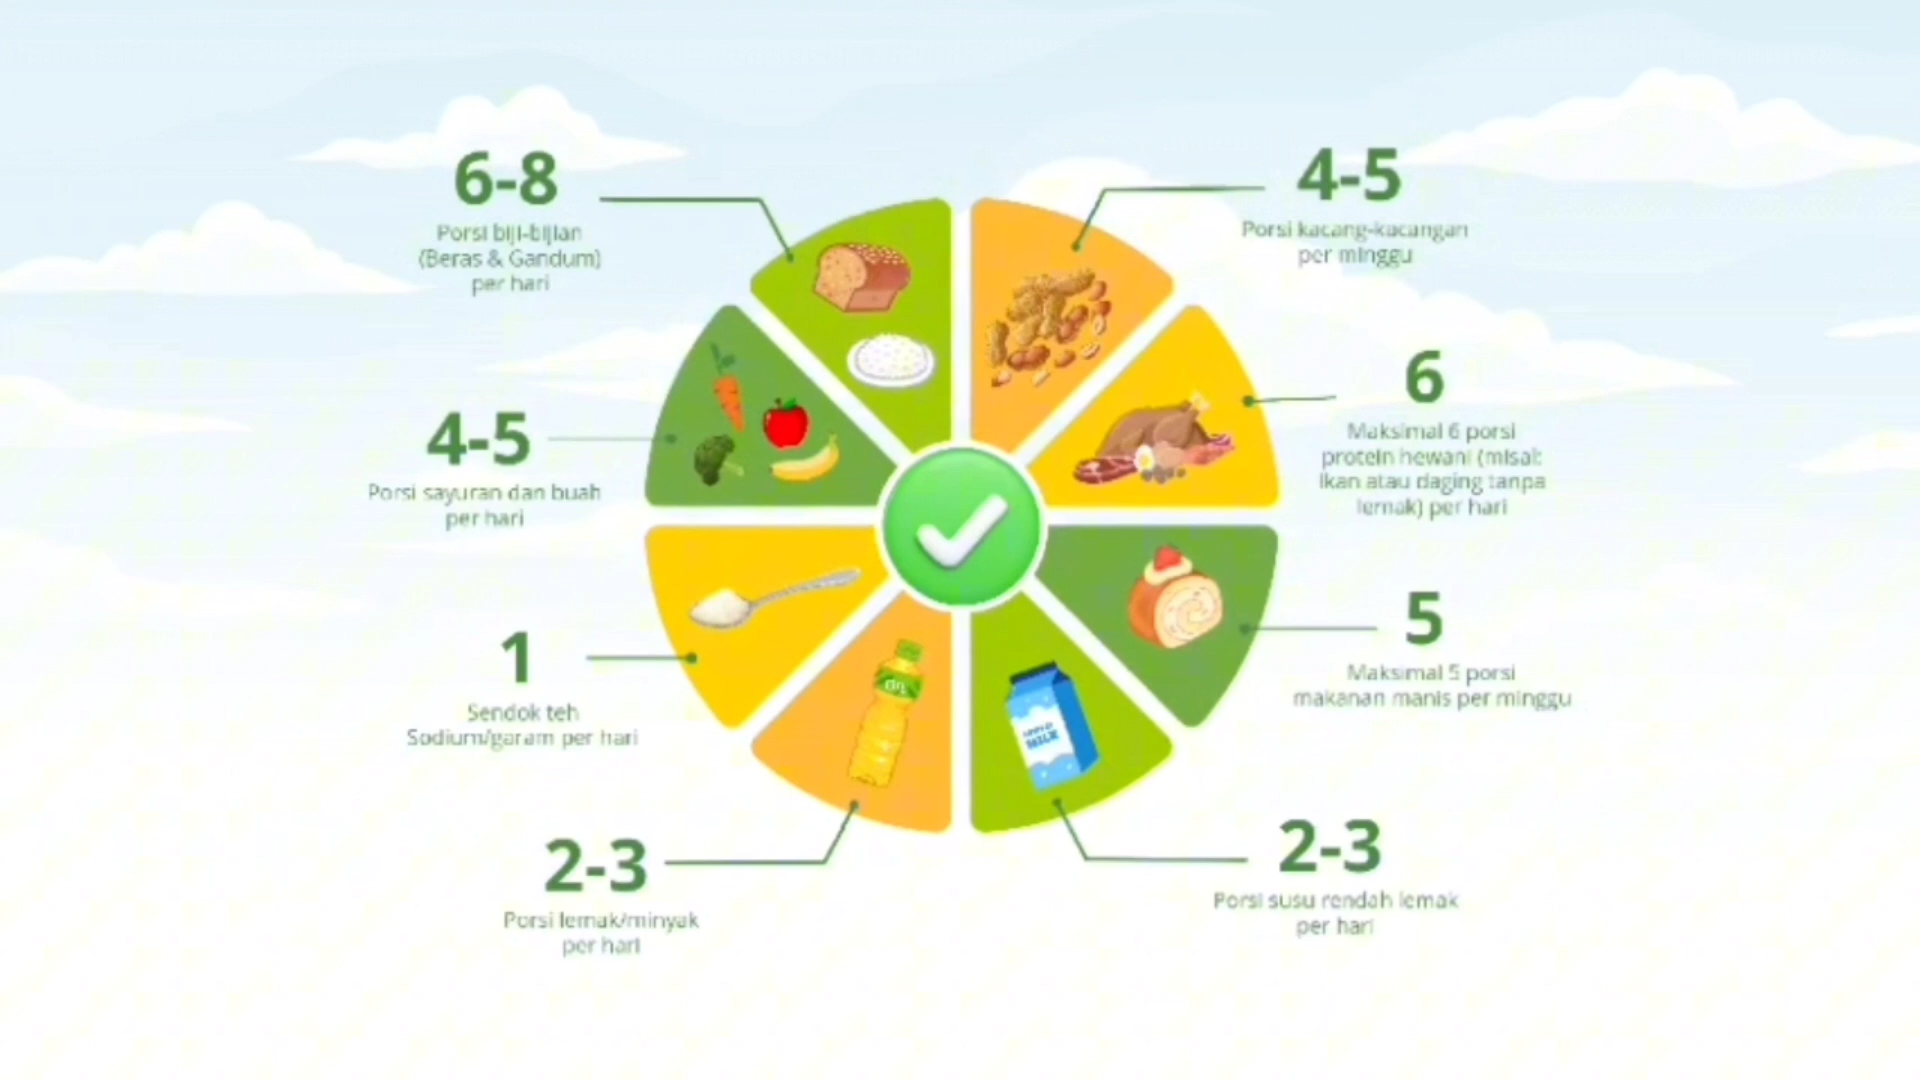 6-8
Porsi biji-bijian
(Beras & Gandum)
per hari
4-5
Porsi kacang-kacangan
per minggu
4-5
Porsi sayuran dan buah
per hari
6
Maksimal 6 porsi
protein hewani (misal:
ikan atau daging tanpa
lemak) per hari
1
Sendok teh
Sodium/garam per hari
5
Maksimal 5 porsi
makanan manis per minggu
2-3
Porsi lemak/minyak
per hari
2-3
Porsi susu rendah lemak
per hari
MILK